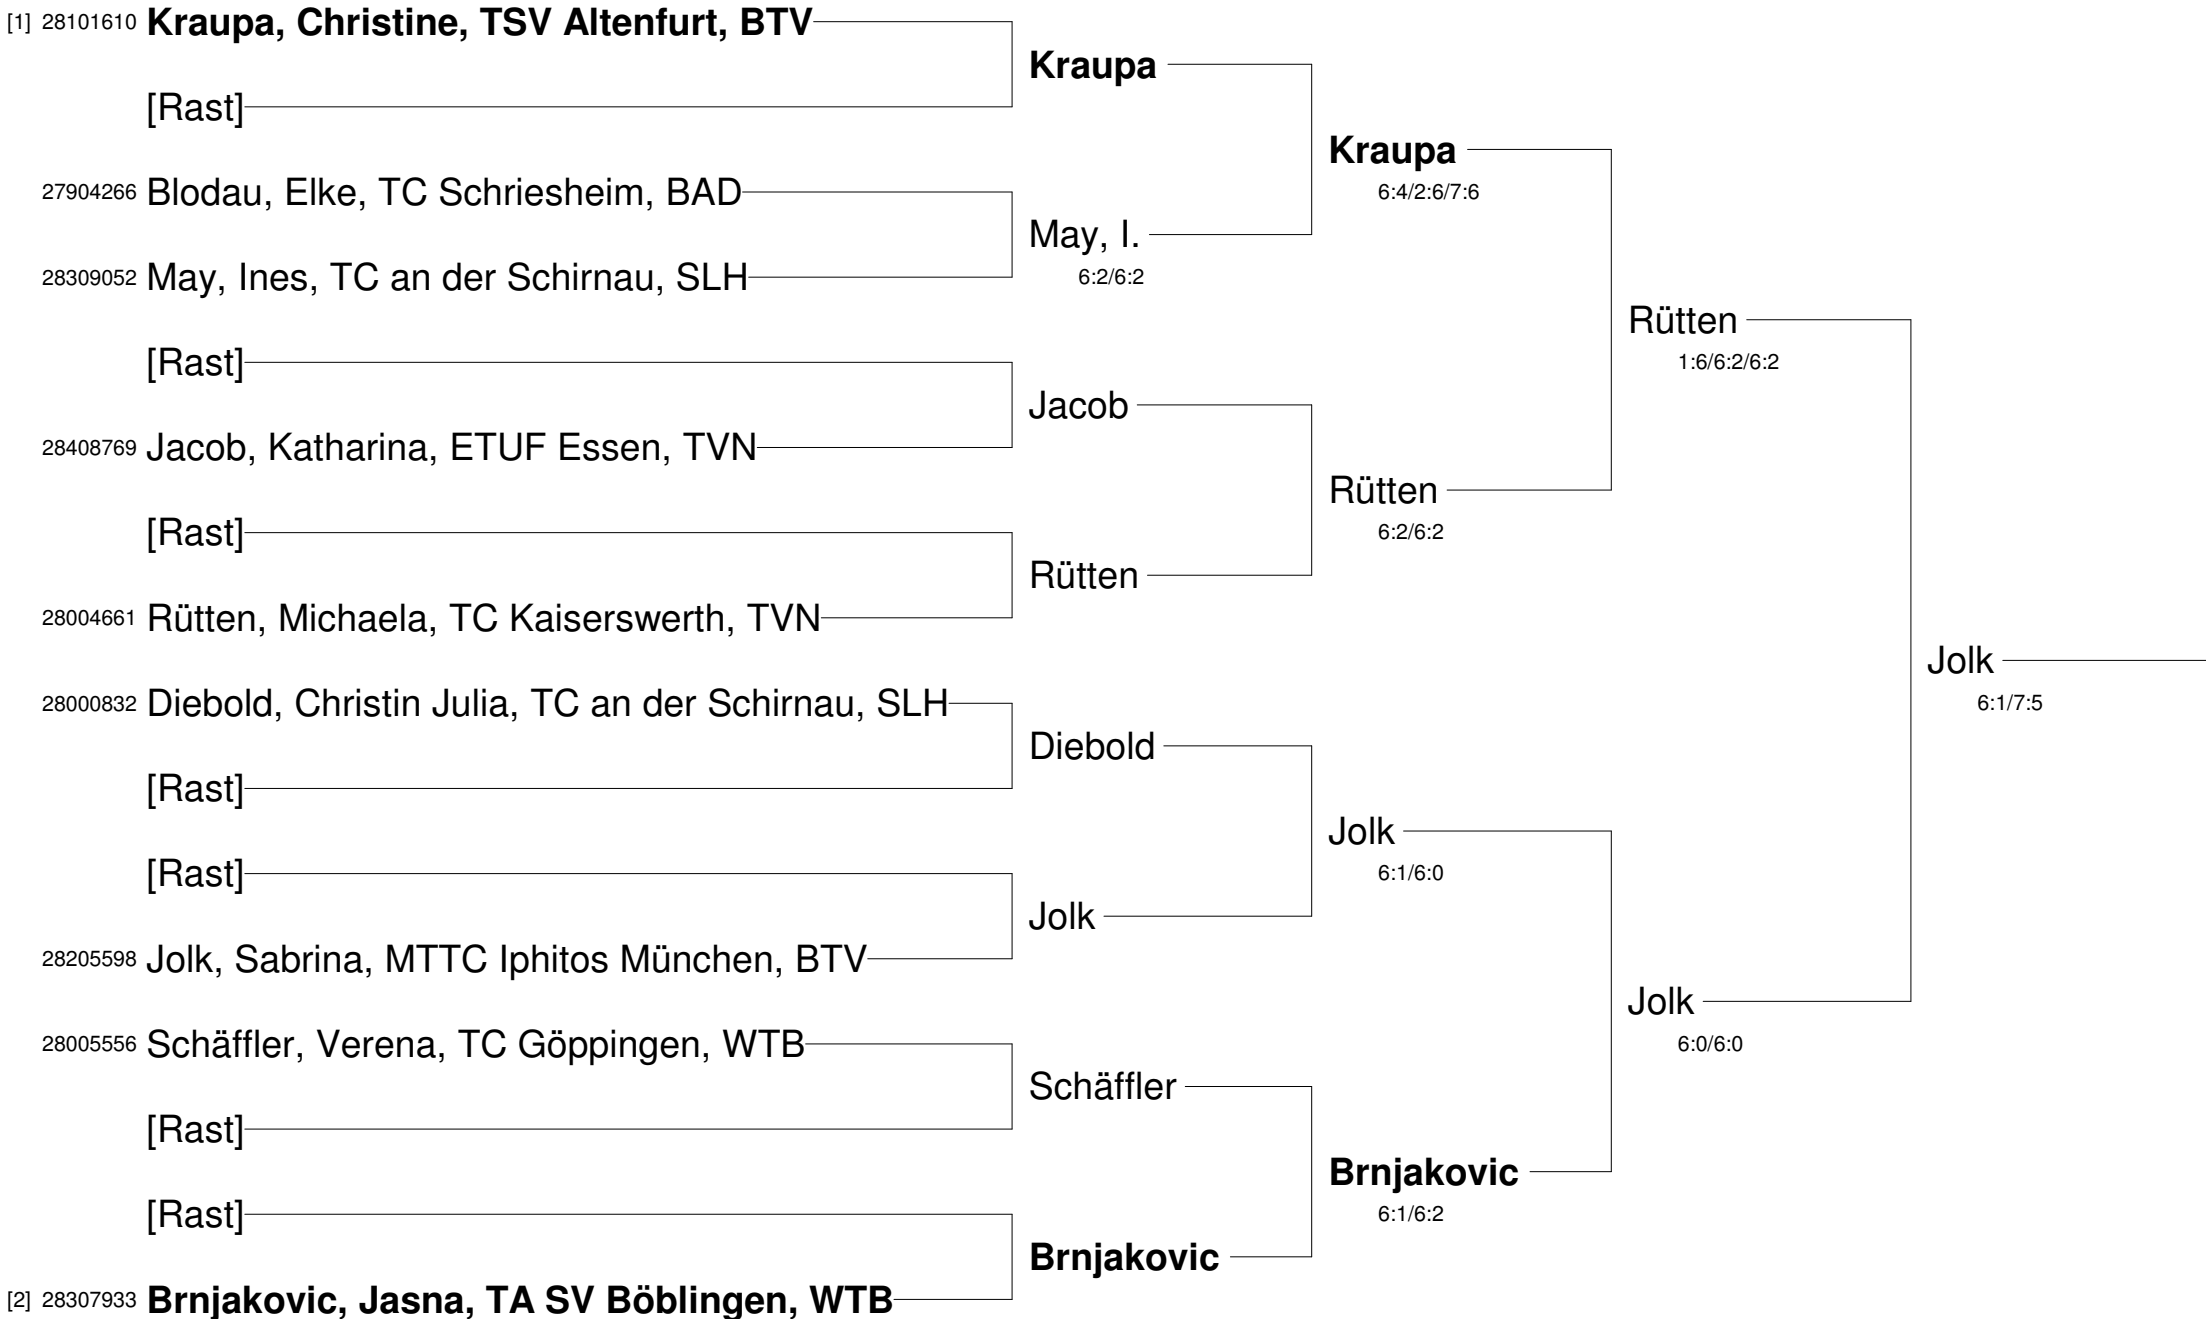 [1] 28101610 Kraupa, Christine, TSV Altenfurt, BTV
[Rast]
27904266 Blodau, Elke, TC Schriesheim, BAD
28309052 May, Ines, TC an der Schirnau, SLH
[Rast]
28408769 Jacob, Katharina, ETUF Essen, TVN
[Rast]
28004661 Rütten, Michaela, TC Kaiserswerth, TVN
28000832 Diebold, Christin Julia, TC an der Schirnau, SLH
[Rast]
[Rast]
28205598 Jolk, Sabrina, MTTC Iphitos München, BTV
28005556 Schäffler, Verena, TC Göppingen, WTB
[Rast]
[Rast]
[2] 28307933 Brnjakovic, Jasna, TA SV Böblingen, WTB
Kraupa
May, I.
6:2/6:2
Jacob
Rütten
Diebold
Jolk
Schäffler
Brnjakovic
Kraupa
6:4/2:6/7:6
Rütten
6:2/6:2
Jolk
6:1/6:0
Brnjakovic
6:1/6:2
Rütten
1:6/6:2/6:2
Jolk
6:0/6:0
Jolk
6:1/7:5